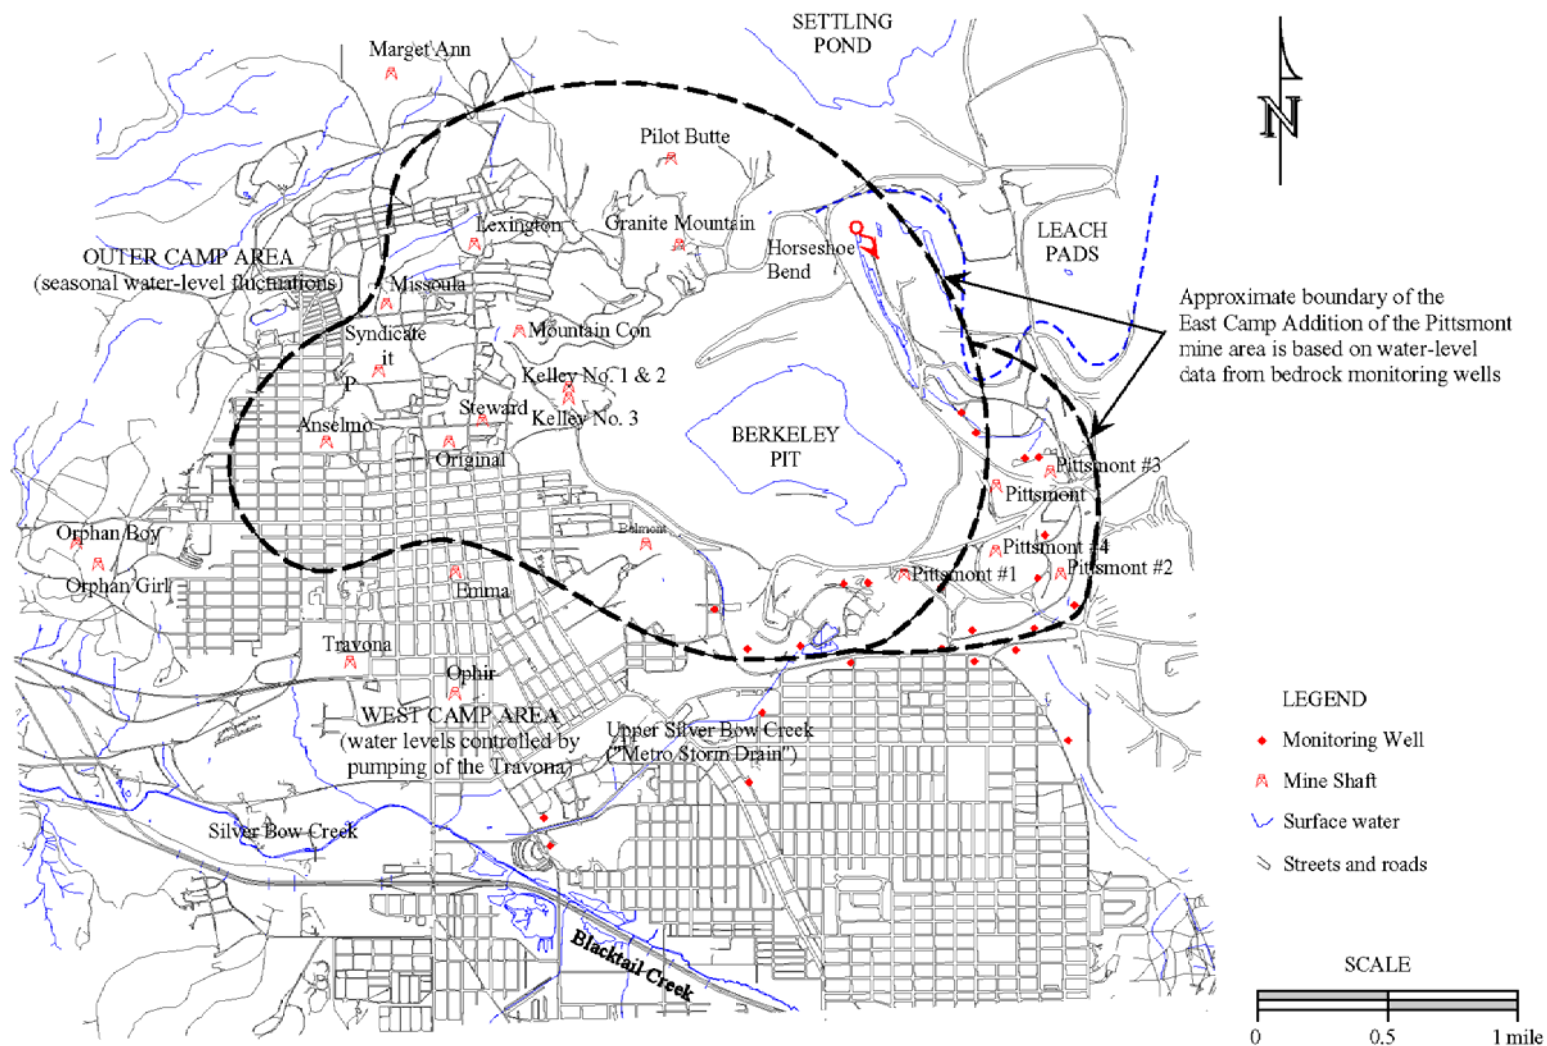 SETTLING
POND
Marget Ann
N
Pilot Butte
Lexington
Granite Mountain
Horseshoe
Bend
LEACH
PADS
OUTER CAMP AREA
(seasonal water-level fluctuations)
Missoula
Approximate boundary of the
East Camp Addition of the Pittsmont
mine area is based on water-level
data from bedrock monitoring wells
Syndicate
it
P
Mountain Con
Kelley No. 1 & 2
Kelley No. 3
Steward
Anselmo
Original
BERKELEY
PIT
Pittsmont #3
Pittsmont
Orphan Boy
Orphan Girl
Belmont
Pittsmont #4
Pittsmont #1
Pittsmont #2
Emma
Travona
Ophir
WEST CAMP AREA
(water levels controlled by
pumping of the Travona)
Upper Silver Bow Creek
("Metro Storm Drain")
Silver Bow Creek
Blacktail Creek
LEGEND
Monitoring Well
Mine Shaft
Surface water
Streets and roads
SCALE
0 0.5 1 mile